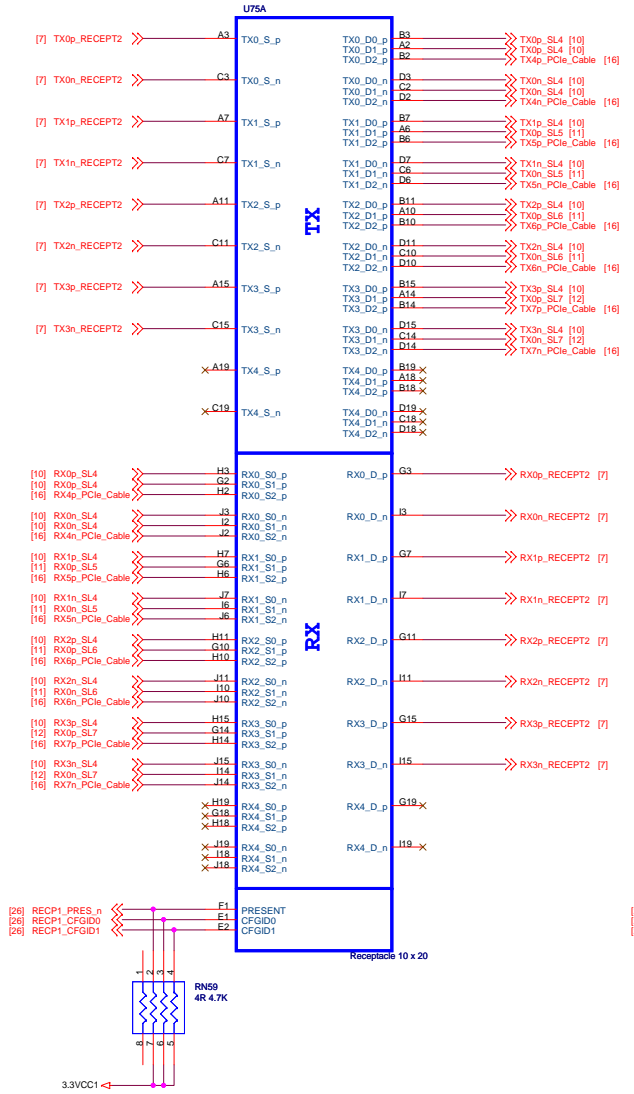 U75A
[7] TX0p_RECEPT2 A3 TX0_S_p TX0_D0_p B3 TX0p_SL4 [10]
TX0_D1_p A2 TX0p_SL4 [10]
TX0_D2_p B2 TX4p_PCIe_Cable [16]
[7] TX0n_RECEPT2 C3 TX0_S_n TX0_D0_n D3 TX0n_SL4 [10]
TX0_D1_n C2 TX0n_SL4 [10]
TX0_D2_n D2 TX4n_PCIe_Cable [16]
[7] TX1p_RECEPT2 A7 TX1_S_p TX1_D0_p B7 TX1p_SL4 [10]
TX1_D1_p A6 TX0p_SL5 [11]
TX1_D2_p B6 TX5p_PCIe_Cable [16]
[7] TX1n_RECEPT2 C7 TX1_S_n TX1_D0_n D7 TX1n_SL4 [10]
TX1_D1_n C6 TX0n_SL5 [11]
TX1_D2_n D6 TX5n_PCIe_Cable [16]
[7] TX2p_RECEPT2 A11 TX2_S_p TX2_D0_p B11 TX2p_SL4 [10]
TX2_D1_p A10 TX0p_SL6 [11]
TX2_D2_p B10 TX6p_PCIe_Cable [16]
TX
[7] TX2n_RECEPT2 C11 TX2_S_n TX2_D0_n D11 TX2n_SL4 [10]
TX2_D1_n C10 TX0n_SL6 [11]
TX2_D2_n D10 TX6n_PCIe_Cable [16]
[7] TX3p_RECEPT2 A15 TX3_S_p TX3_D0_p B15 TX3p_SL4 [10]
TX3_D1_p A14 TX0p_SL7 [12]
TX3_D2_p B14 TX7p_PCIe_Cable [16]
[7] TX3n_RECEPT2 C15 TX3_S_n TX3_D0_n D15 TX3n_SL4 [10]
TX3_D1_n C14 TX0n_SL7 [12]
TX3_D2_n D14 TX7n_PCIe_Cable [16]
A19 TX4_S_p TX4_D0_p B19
TX4_D1_p A18
TX4_D2_p B18
C19 TX4_S_n TX4_D0_n D19
TX4_D1_n C18
TX4_D2_n D18
[10] RX0p_SL4 H3 RX0_S0_p RX0_D_p G3 RX0p_RECEPT2 [7]
[10] RX0p_SL4 G2 RX0_S1_p
[16] RX4p_PCIe_Cable H2 RX0_S2_p
[10] RX0n_SL4 J3 RX0_S0_n RX0_D_n I3 RX0n_RECEPT2 [7]
[10] RX0n_SL4 I2 RX0_S1_n
[16] RX4n_PCIe_Cable J2 RX0_S2_n
[10] RX1p_SL4 H7 RX1_S0_p RX1_D_p G7 RX1p_RECEPT2 [7]
[11] RX0p_SL5 G6 RX1_S1_p
[16] RX5p_PCIe_Cable H6 RX1_S2_p
[10] RX1n_SL4 J7 RX1_S0_n RX1_D_n I7 RX1n_RECEPT2 [7]
[11] RX0n_SL5 I6 RX1_S1_n
[16] RX5n_PCIe_Cable J6 RX1_S2_n
RX
[10] RX2p_SL4 H11 RX2_S0_p RX2_D_p G11 RX2p_RECEPT2 [7]
[11] RX0p_SL6 G10 RX2_S1_p
[16] RX6p_PCIe_Cable H10 RX2_S2_p
[10] RX2n_SL4 J11 RX2_S0_n RX2_D_n I11 RX2n_RECEPT2 [7]
[11] RX0n_SL6 I10 RX2_S1_n
[16] RX6n_PCIe_Cable J10 RX2_S2_n
[10] RX3p_SL4 H15 RX3_S0_p RX3_D_p G15 RX3p_RECEPT2 [7]
[12] RX0p_SL7 G14 RX3_S1_p
[16] RX7p_PCIe_Cable H14 RX3_S2_p
[10] RX3n_SL4 J15 RX3_S0_n RX3_D_n I15 RX3n_RECEPT2 [7]
[12] RX0n_SL7 I14 RX3_S1_n
[16] RX7n_PCIe_Cable J14 RX3_S2_n
H19 RX4_S0_p RX4_D_p G19
G18 RX4_S1_p
H18 RX4_S2_p
J19 RX4_S0_n RX4_D_n I19
I18 RX4_S1_n
J18 RX4_S2_n
[26] RECP1_PRES_n F1 PRESENT
[26] RECP1_CFGID0 E1 CFGID0
[26] RECP1_CFGID1 E2 CFGID1
Receptacle 10 x 20
1 2 3 4
RN59
4R 4.7K
8 7 6 5
3.3VCC1